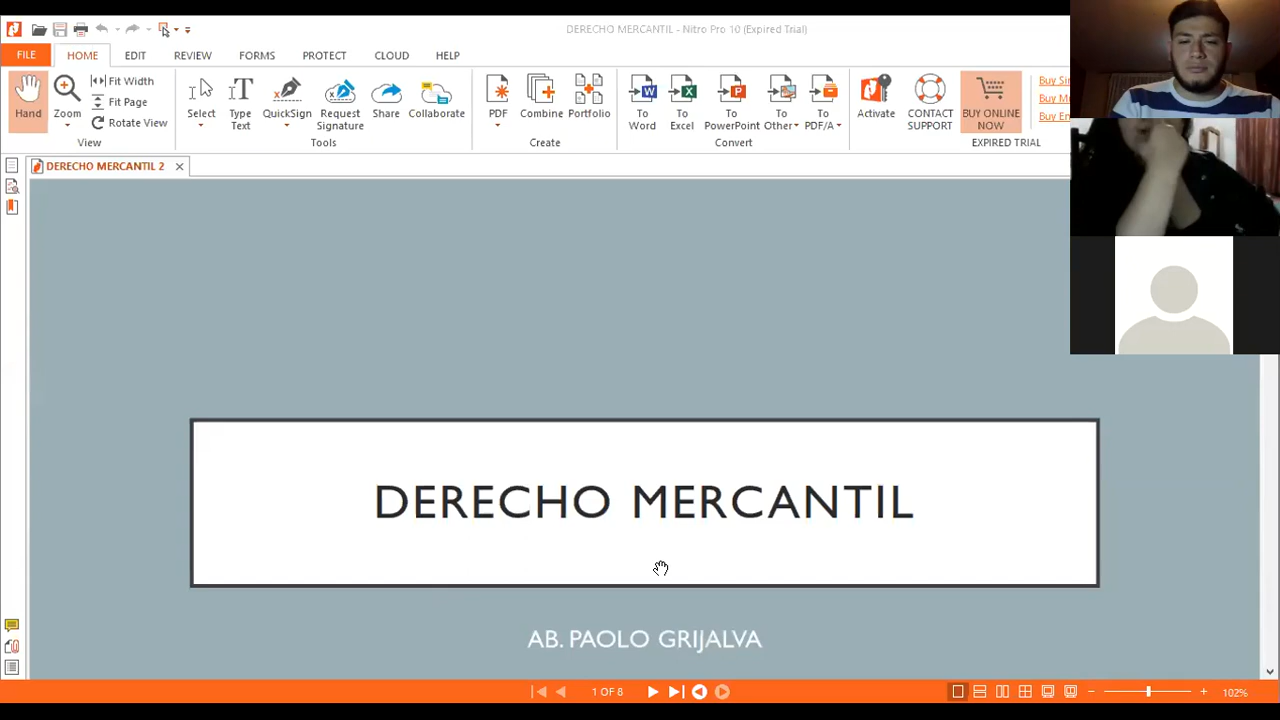 DERECHO MERCANTIL - Nitro Pro 10 (Expired Trial)
FILE HOME EDIT REVIEW FORMS PROTECT CLOUD HELP
Hand
Zoom
Fit Width
Fit Page
Rotate View
View
Select
Type Text
QuickSign
Request Signature
Share
Collaborate
Tools
PDF
Combine
Portfolio
Create
To Word
To Excel
To PowerPoint
To Other
To PDF/A
Convert
Activate
CONTACT SUPPORT
BUY ONLINE NOW
EXPIRED TRIAL
Buy
Buy
Buy
DERECHO MERCANTIL 2
DERECHO MERCANTIL
AB. PAOLO GRIJALVA
1 OF 8
102%